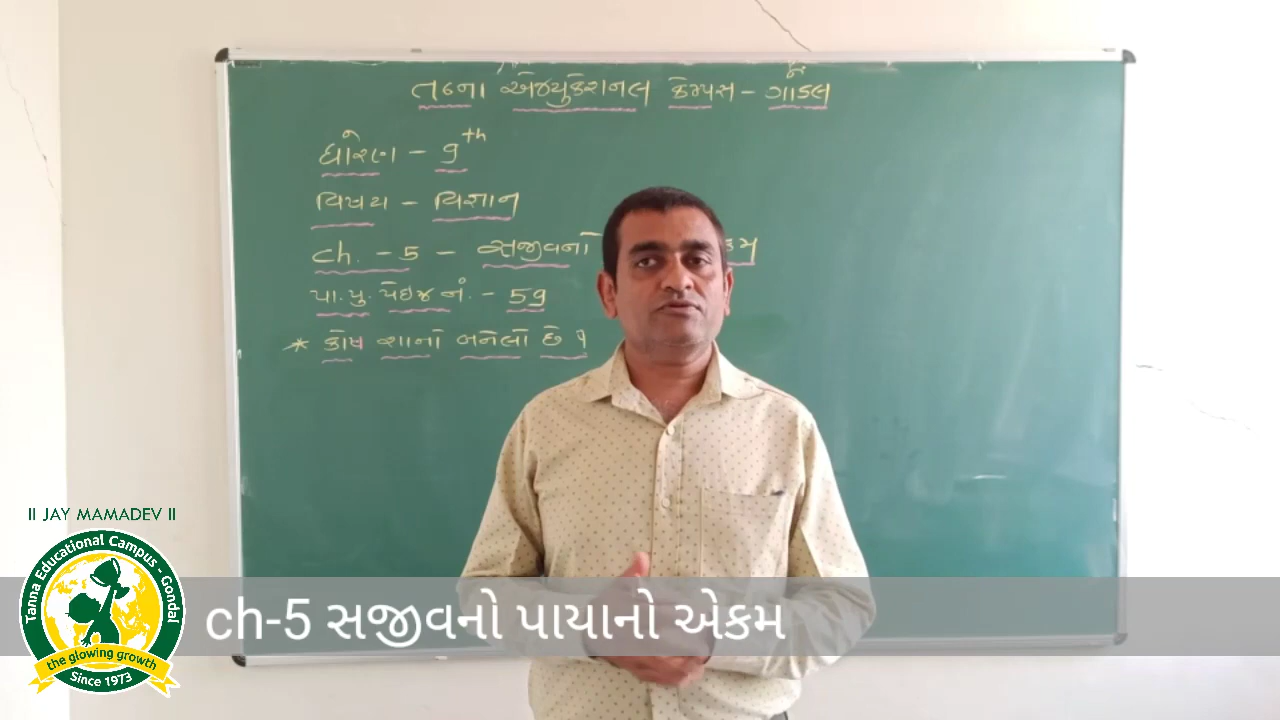 તન્ના એજ્યુકેશનલ કેમ્પસ - ગોંડલ
ધોરણ - 9th
વિષય - વિજ્ઞાન
ch. - 5 - સજીવનો કમ
પા.પુ. પેઇજ નં. - 59
* કોષ શાનો બનેલો છે ?
II JAY MAMADEV II
Tanna Educational Campus - Gondal
the glowing growth
Since 1973
ch-5 સજીવનો પાયાનો એકમ